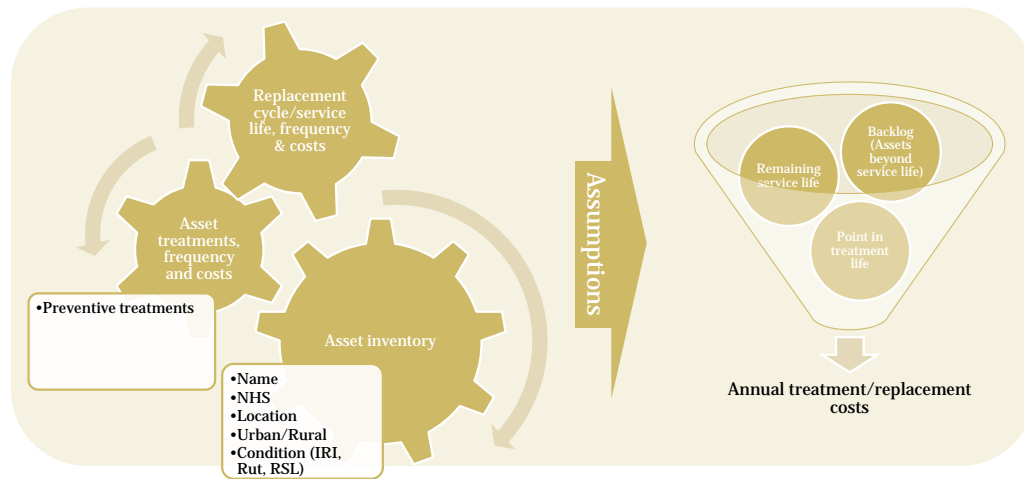 Replacement
cycle/service
life, frequency
& costs
Asset
treatments,
frequency
and costs
•Preventive treatments
Asset inventory
•Name
•NHS
•Location
•Urban/Rural
•Condition (IRI,
Rut, RSL)
Assumptions
Backlog
(Assets
beyond
service life)
Remaining
service life
Point in
treatment
life
Annual treatment/replacement
costs